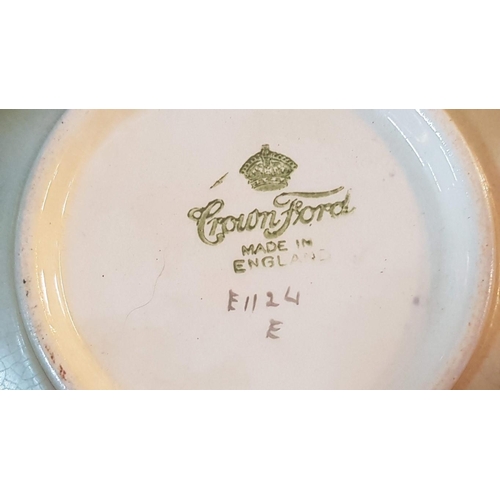 Crown Ford
MADE IN
ENGLAND
E1124
E